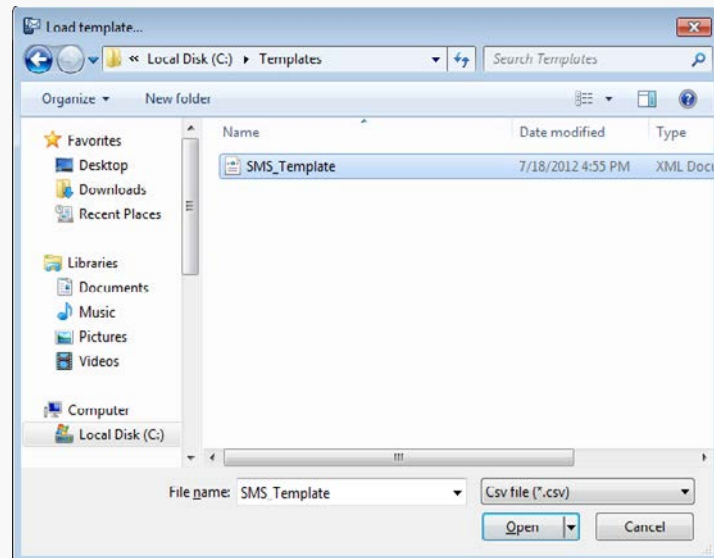 Load template...
« Local Disk (C:) ▸ Templates
Search Templates
Organize
New folder
Name
Date modified
Type
Favorites
Desktop
Downloads
Recent Places
Libraries
Documents
Music
Pictures
Videos
Computer
Local Disk (C:)
SMS_Template
7/18/2012 4:55 PM
XML Docu
File name: SMS_Template
Csv file (*.csv)
Open
Cancel